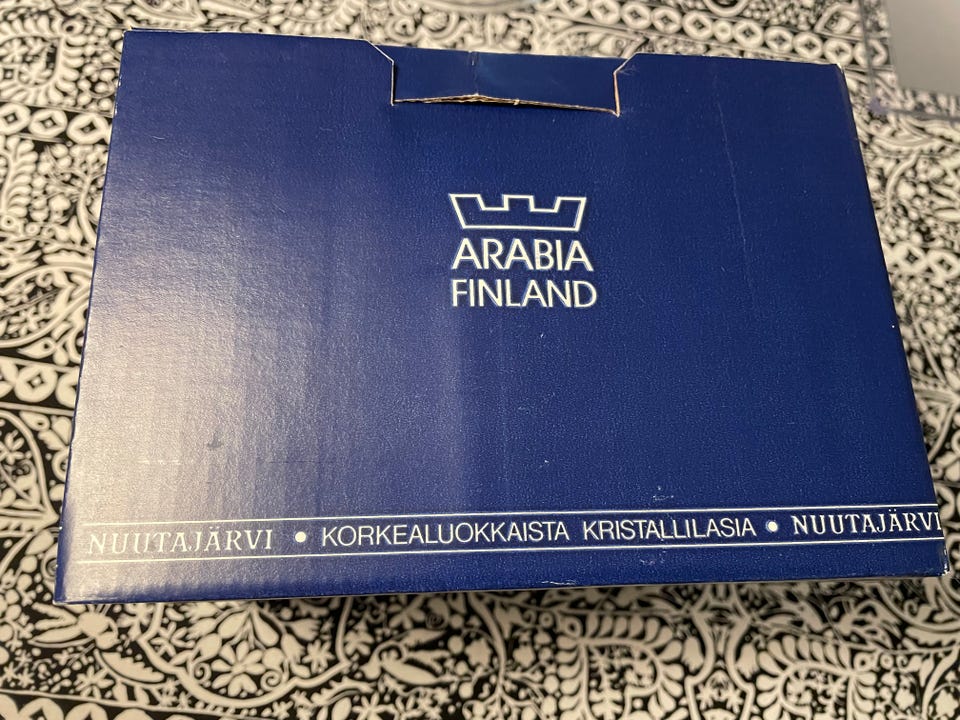 ARABIA
FINLAND
NUUTAJÄRVI • KORKEALUOKKAISTA KRISTALLILASIA • NUUTAJÄRVI